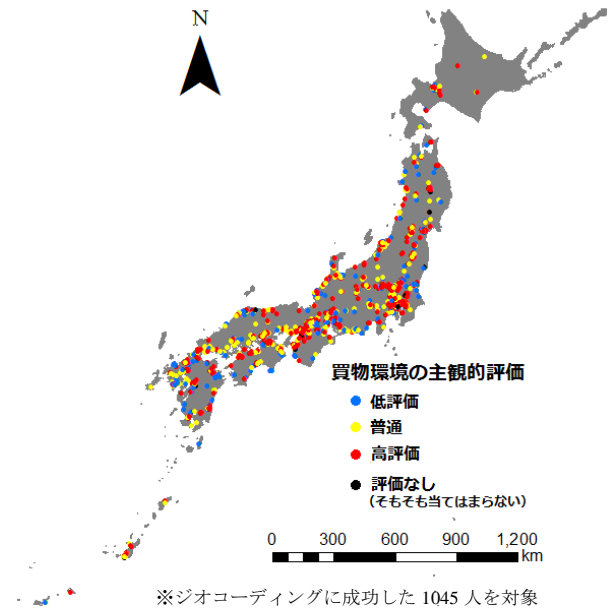 N
買物環境の主観的評価
低評価
普通
高評価
評価なし
(そもそも当てはまらない)
0 300 600 900 1,200
km
※ジオコーディングに成功した 1045 人を対象